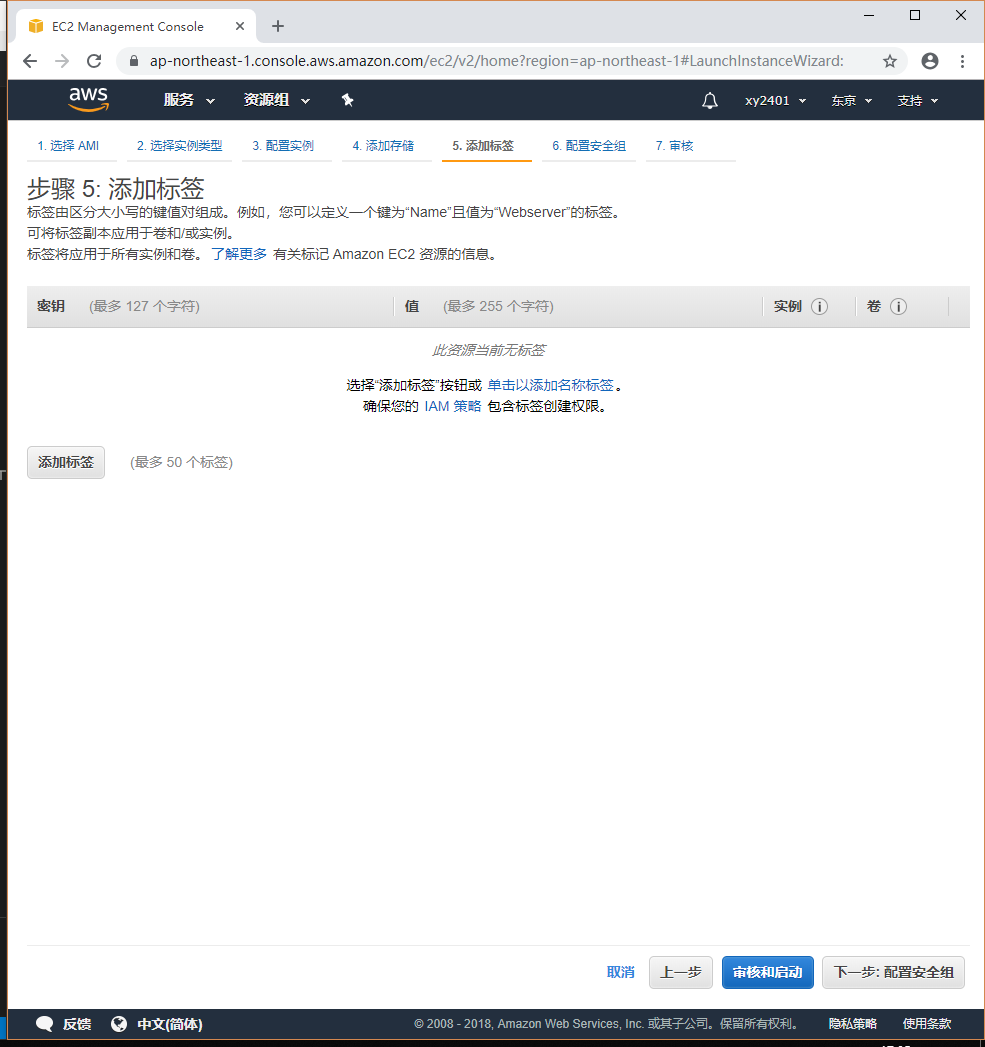 EC2 Management Console
ap-northeast-1.console.aws.amazon.com/ec2/v2/home?region=ap-northeast-1#LaunchInstanceWizard:
aws 服务 资源组 xy2401 东京 支持
1. 选择 AMI 2. 选择实例类型 3. 配置实例 4. 添加存储 5. 添加标签 6. 配置安全组 7. 审核
步骤 5: 添加标签
标签由区分大小写的键值对组成。例如，您可以定义一个键为“Name”且值为“Webserver”的标签。
可将标签副本应用于卷和/或实例。
标签将应用于所有实例和卷。 了解更多 有关标记 Amazon EC2 资源的信息。
密钥 (最多 127 个字符) 值 (最多 255 个字符) 实例 i 卷 i
此资源当前无标签
选择“添加标签”按钮或 单击以添加名称标签。
确保您的 IAM 策略 包含标签创建权限。
添加标签 (最多 50 个标签)
取消 上一步 审核和启动 下一步: 配置安全组
反馈 中文(简体) © 2008 - 2018, Amazon Web Services, Inc. 或其子公司。保留所有权利。 隐私策略 使用条款